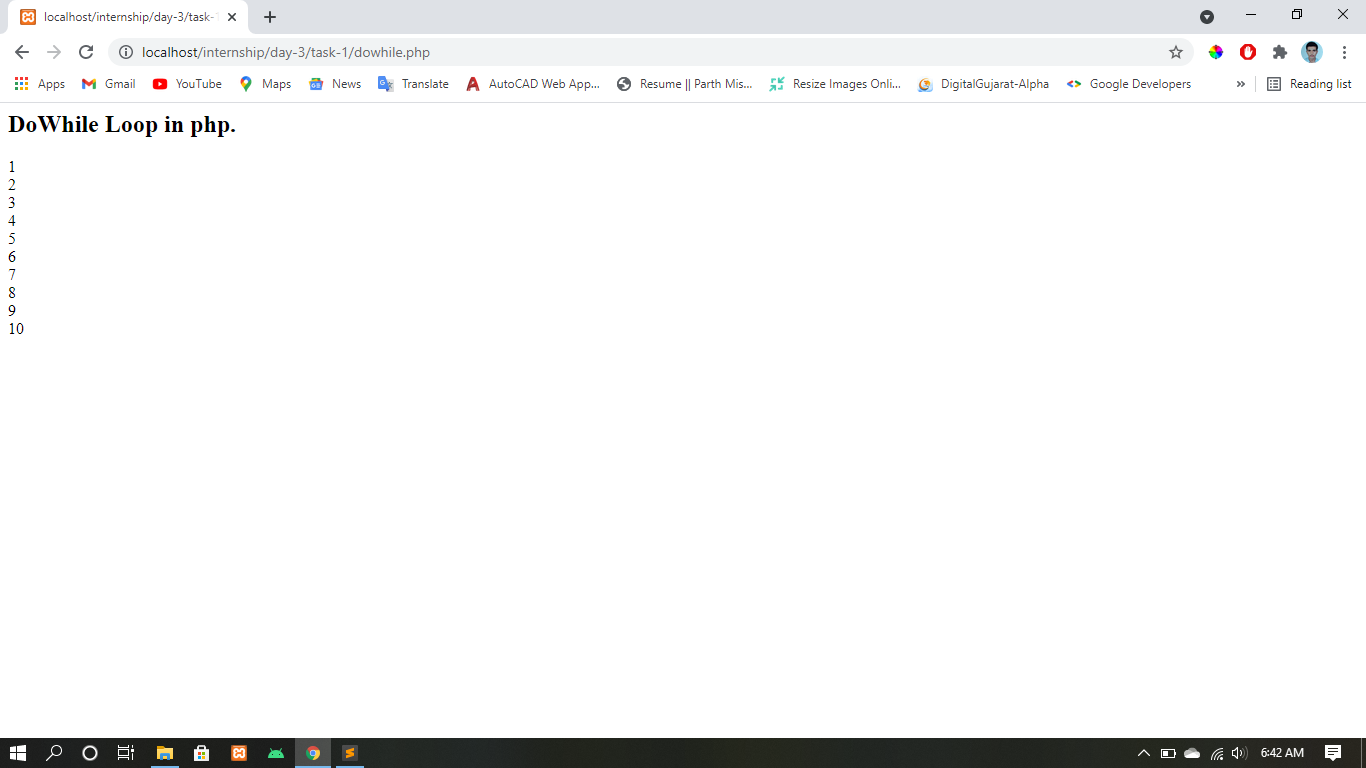 localhost/internship/day-3/task-1
localhost/internship/day-3/task-1/dowhile.php
Apps Gmail YouTube Maps News Translate AutoCAD Web App... Resume || Parth Mis... Resize Images Onli... DigitalGujarat-Alpha Google Developers » Reading list
DoWhile Loop in php.
1
2
3
4
5
6
7
8
9
10
6:42 AM